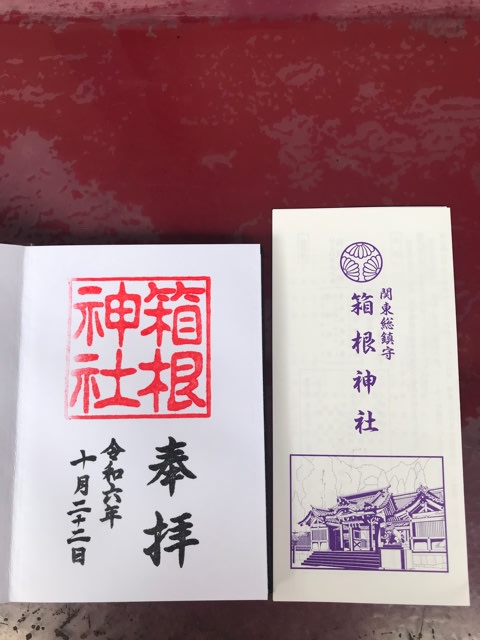 箱根
神社
奉拝
令和六年
十月二十二日
関東総鎮守
箱根神社